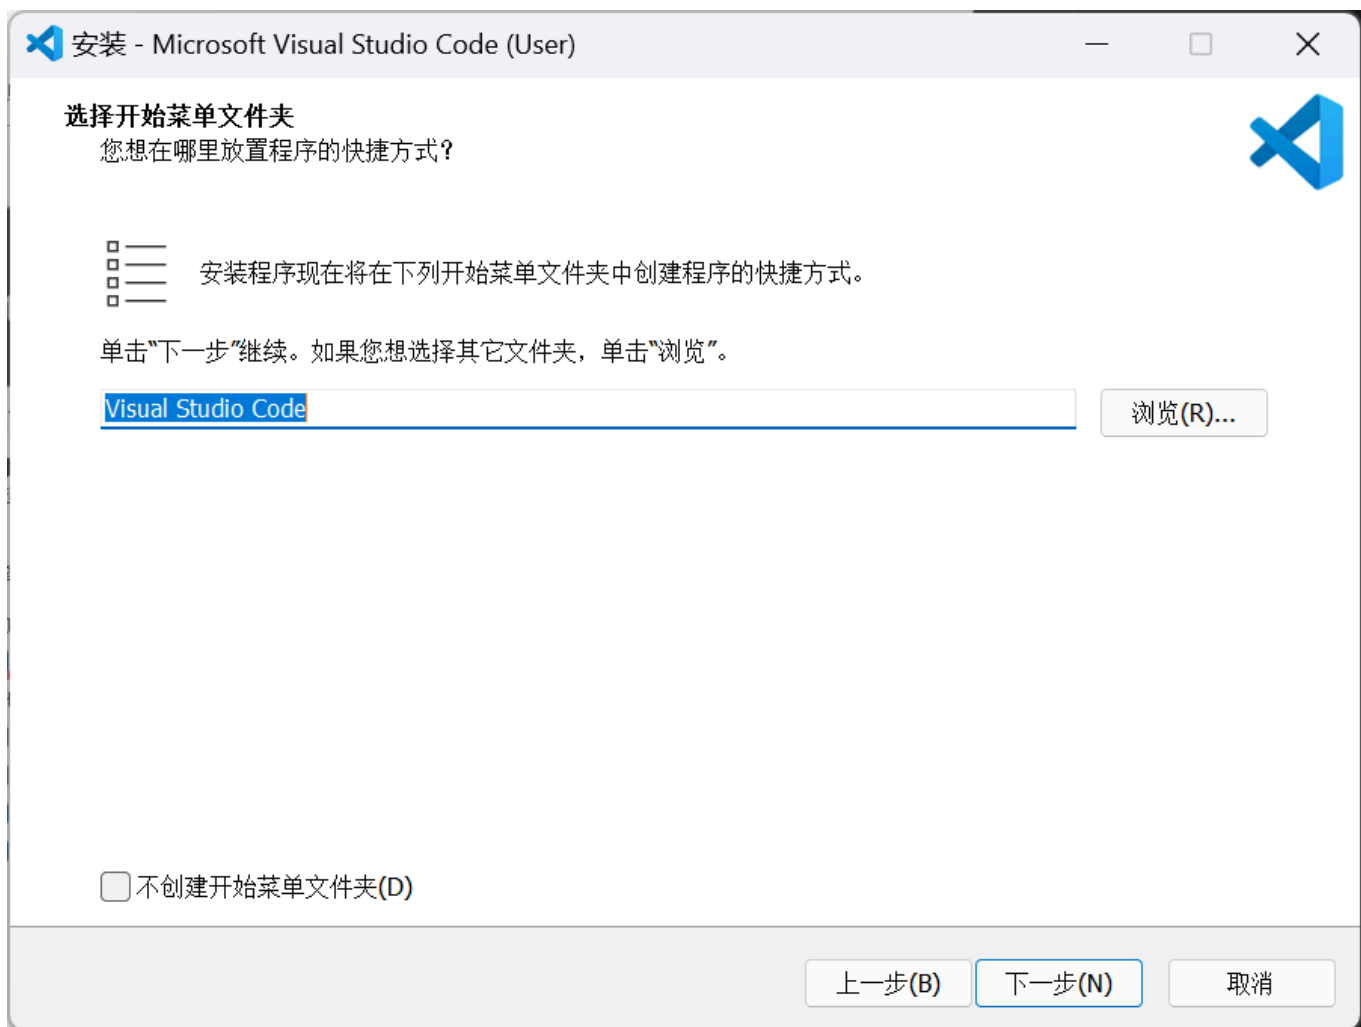 安装 - Microsoft Visual Studio Code (User)
选择开始菜单文件夹
您想在哪里放置程序的快捷方式？
安装程序现在将在下列开始菜单文件夹中创建程序的快捷方式。
单击“下一步”继续。如果您想选择其它文件夹，单击“浏览”。
Visual Studio Code
浏览(R)...
不创建开始菜单文件夹(D)
上一步(B) 下一步(N) 取消